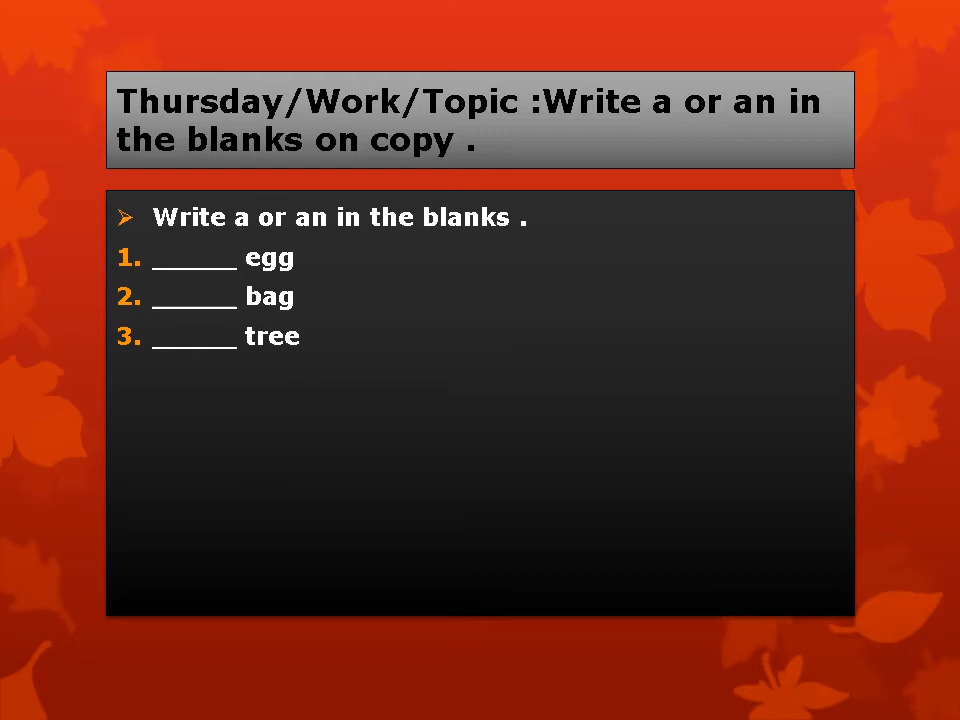 Thursday/Work/Topic :Write a or an in
the blanks on copy .
Write a or an in the blanks .
1. _____ egg
2. _____ bag
3. _____ tree